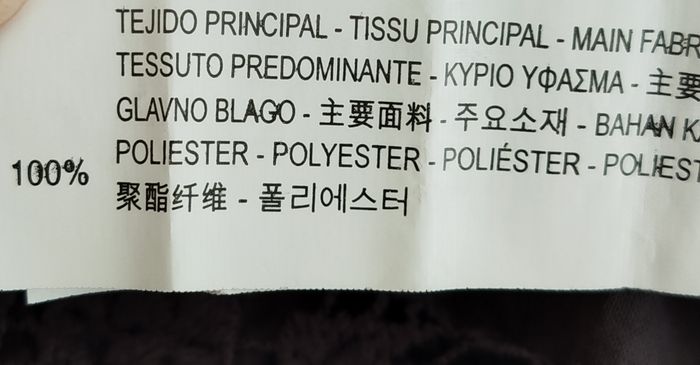 TEJIDO PRINCIPAL - TISSU PRINCIPAL - MAIN
TESSUTO PREDOMINANTE - ΚΥΡΙΟ ΥΦΑΣΜΑ - 主要
GLAVNO BLAGO - 主要面料 - 주요소재 - BAHAN
100% POLIESTER - POLYESTER - POLIÉSTER -
聚酯纤维 - 폴리에스터